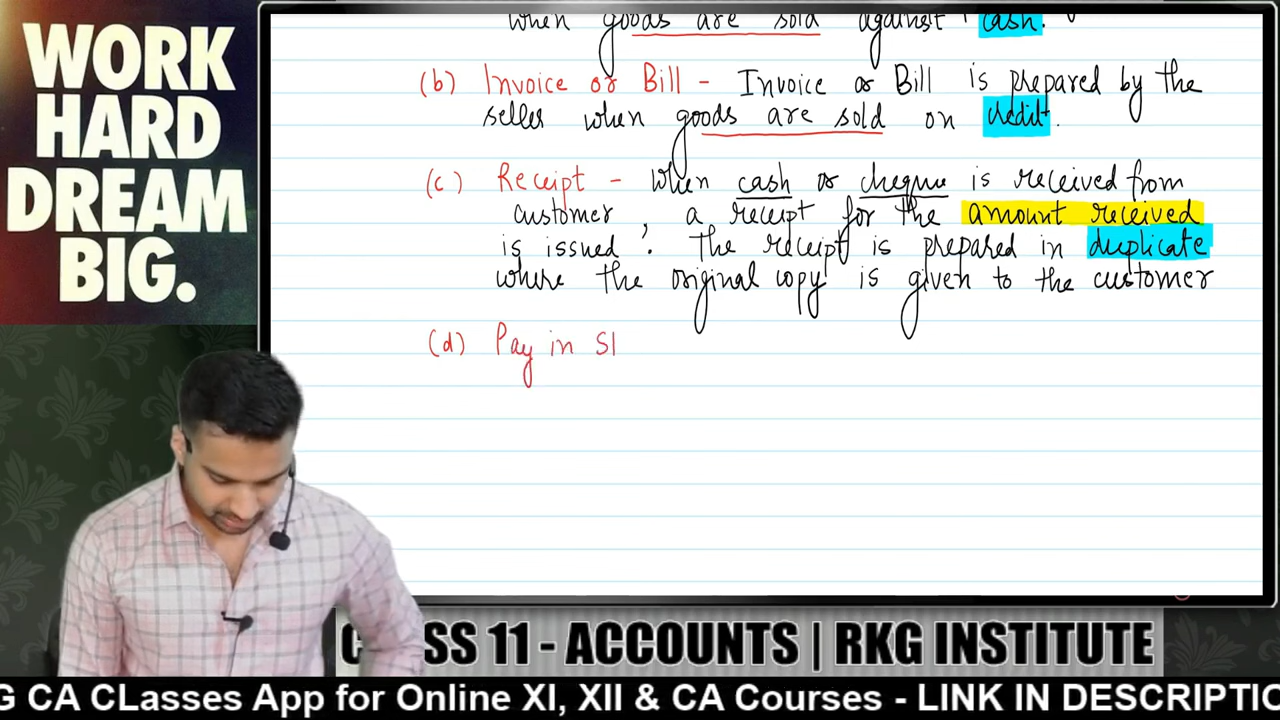 WORK
HARD
DREAM
BIG.
when goods are sold against cash.
(b) Invoice or Bill - Invoice or Bill is prepared by the
seller when goods are sold on credit.
(c) Receipt - When cash or cheque is received from
customer, a receipt for the amount received
is issued. The receipt is prepared in duplicate
where the original copy is given to the customer
(d) Pay in Sl
SS 11 - ACCOUNTS | RKG INSTITUTE
G CA CLasses App for Online XI, XII & CA Courses - LINK IN DESCRIPTIO